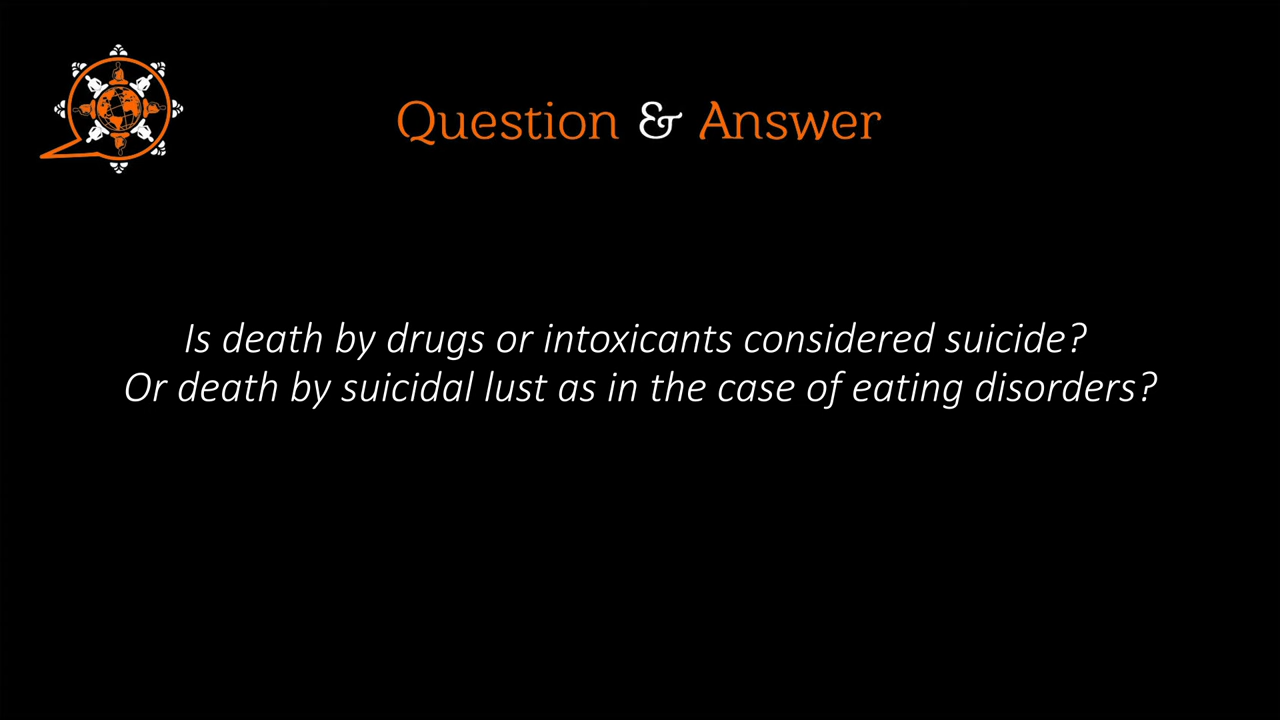 Question & Answer
Is death by drugs or intoxicants considered suicide?
Or death by suicidal lust as in the case of eating disorders?